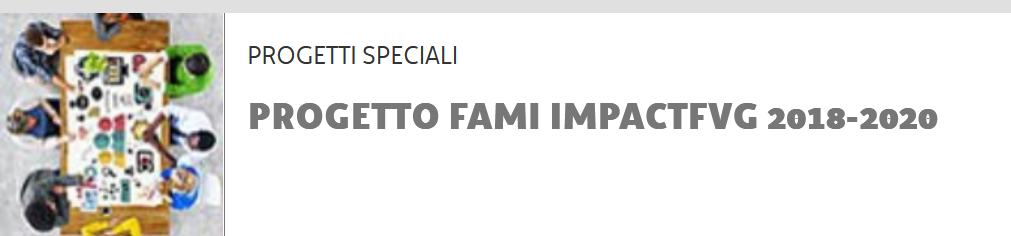 PROGETTI SPECIALI
PROGETTO FAMI IMPACTFVG 2018-2020